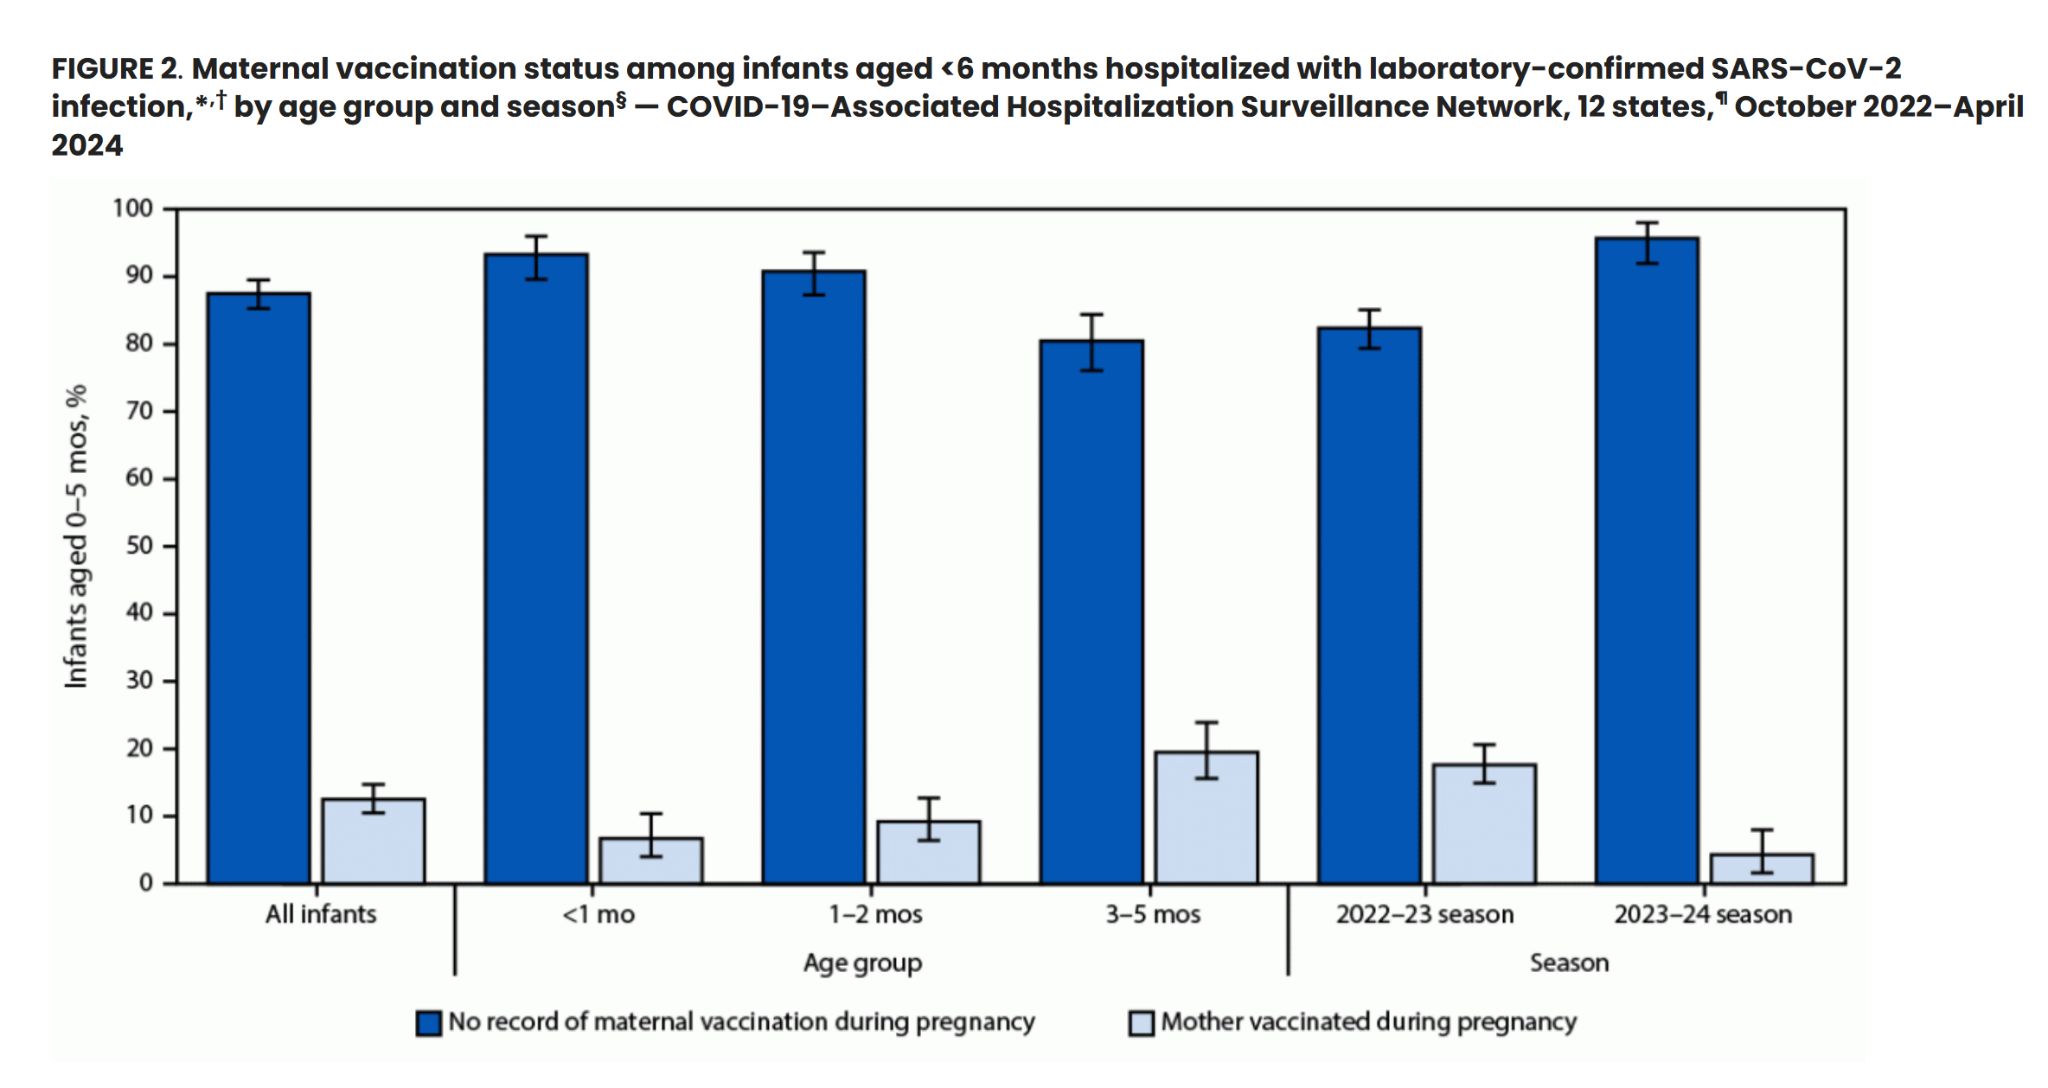 FIGURE 2. Maternal vaccination status among infants aged <6 months hospitalized with laboratory-confirmed SARS-CoV-2
infection,*,† by age group and season§ — COVID-19–Associated Hospitalization Surveillance Network, 12 states,¶ October 2022–April
2024
100
90
80
70
60
50
40
30
20
10
0
Infants aged 0–5 mos, %
All infants
<1 mo
1–2 mos
3–5 mos
2022–23 season
2023–24 season
Age group
Season
No record of maternal vaccination during pregnancy
Mother vaccinated during pregnancy